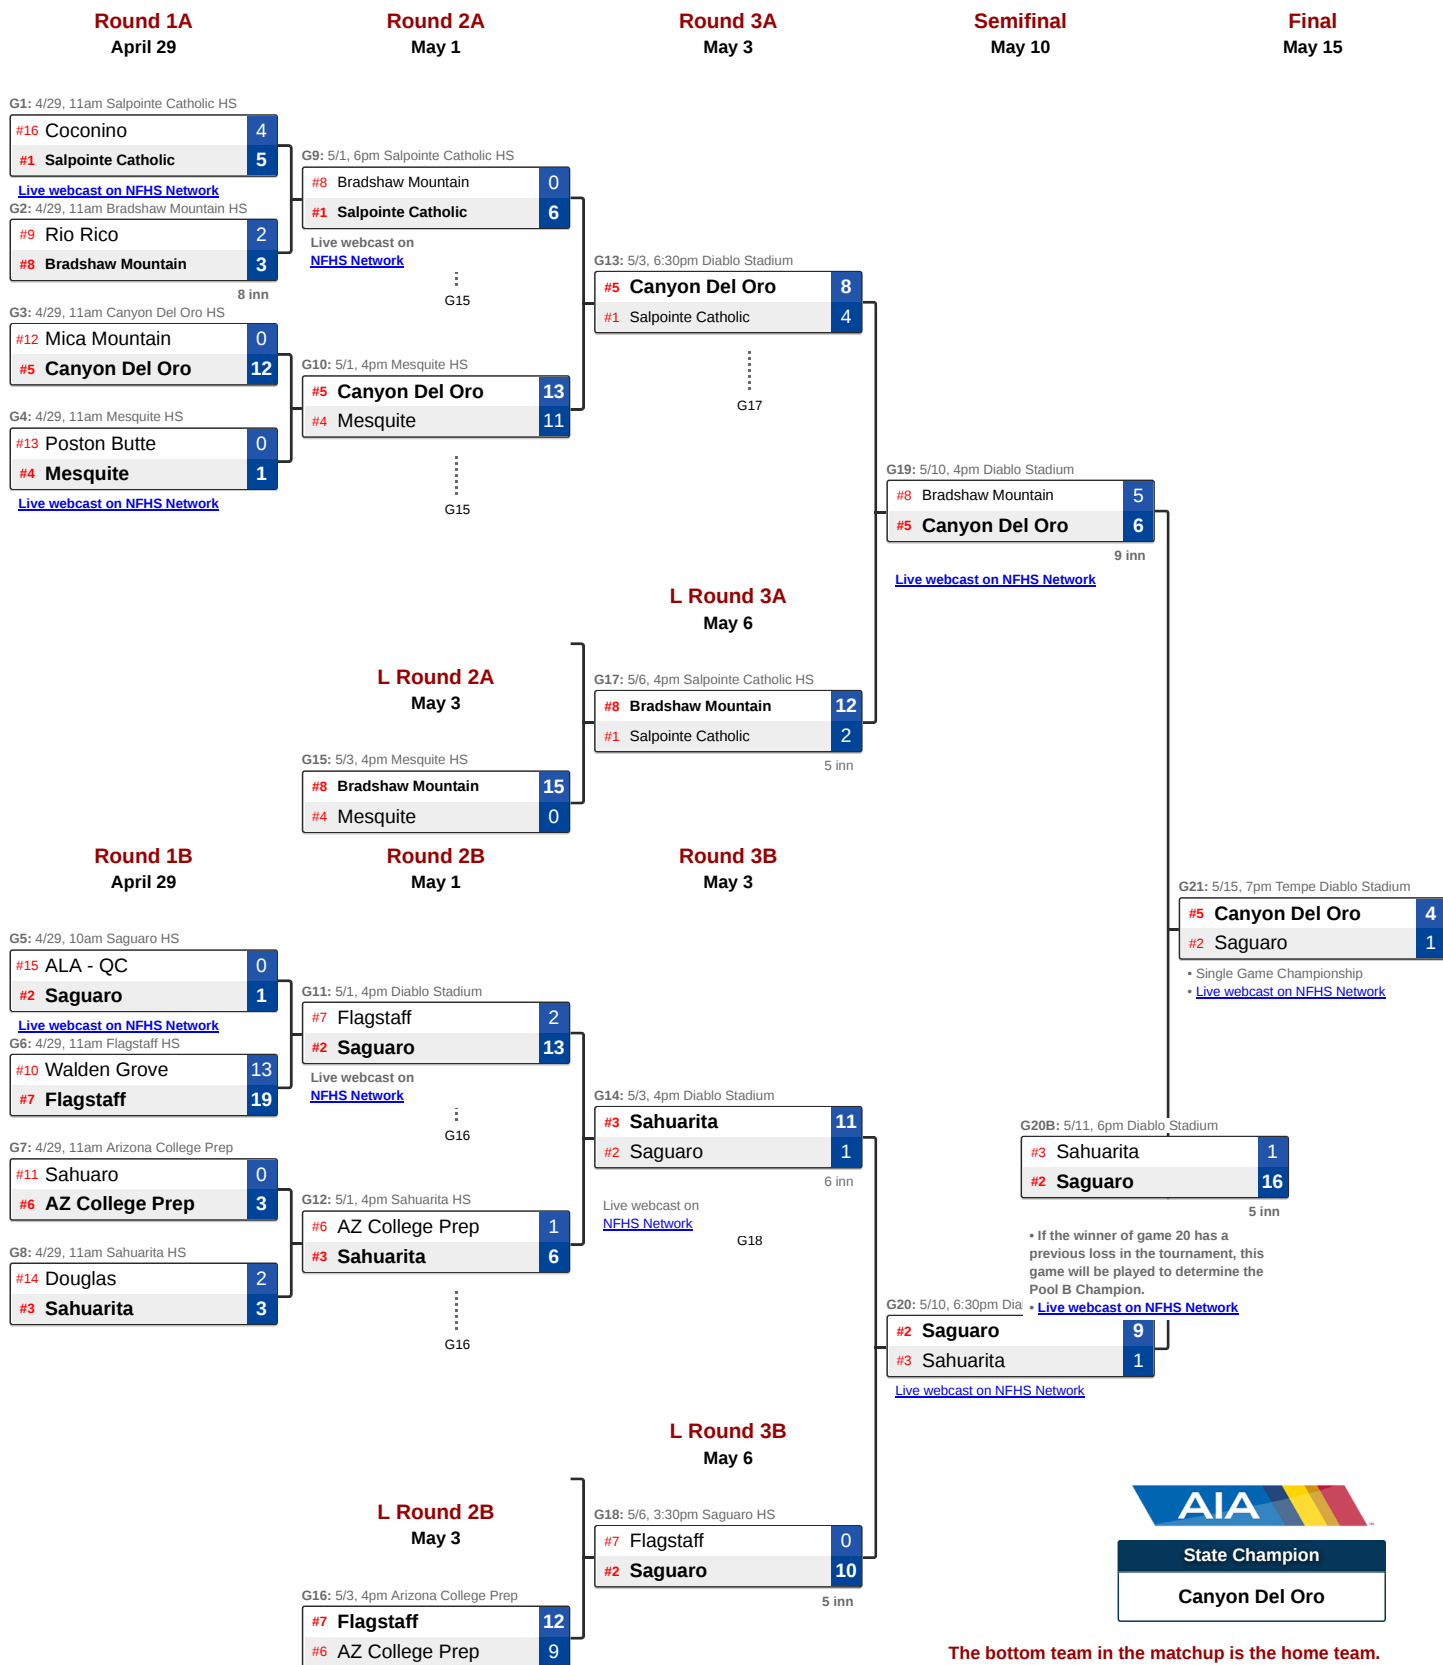 Round 1A
April 29
Round 2A
May 1
Round 3A
May 3
Semifinal
May 10
Final
May 15
G1: 4/29, 11am Salpointe Catholic HS
#16 Coconino 4
#1 Salpointe Catholic 5
Live webcast on NFHS Network
G2: 4/29, 11am Bradshaw Mountain HS
#9 Rio Rico 2
#8 Bradshaw Mountain 3
8 inn
G3: 4/29, 11am Canyon Del Oro HS
#12 Mica Mountain 0
#5 Canyon Del Oro 12
G4: 4/29, 11am Mesquite HS
#13 Poston Butte 0
#4 Mesquite 1
Live webcast on NFHS Network
G9: 5/1, 6pm Salpointe Catholic HS
#8 Bradshaw Mountain 0
#1 Salpointe Catholic 6
Live webcast on
NFHS Network
G15
G10: 5/1, 4pm Mesquite HS
#5 Canyon Del Oro 13
#4 Mesquite 11
G15
G13: 5/3, 6:30pm Diablo Stadium
#5 Canyon Del Oro 8
#1 Salpointe Catholic 4
G17
G19: 5/10, 4pm Diablo Stadium
#8 Bradshaw Mountain 5
#5 Canyon Del Oro 6
9 inn
Live webcast on NFHS Network
L Round 3A
May 6
L Round 2A
May 3
G17: 5/6, 4pm Salpointe Catholic HS
#8 Bradshaw Mountain 12
#1 Salpointe Catholic 2
5 inn
G15: 5/3, 4pm Mesquite HS
#8 Bradshaw Mountain 15
#4 Mesquite 0
Round 1B
April 29
Round 2B
May 1
Round 3B
May 3
G21: 5/15, 7pm Tempe Diablo Stadium
#5 Canyon Del Oro 4
#2 Saguaro 1
• Single Game Championship
• Live webcast on NFHS Network
G5: 4/29, 10am Saguaro HS
#15 ALA - QC 0
#2 Saguaro 1
Live webcast on NFHS Network
G6: 4/29, 11am Flagstaff HS
#10 Walden Grove 13
#7 Flagstaff 19
G7: 4/29, 11am Arizona College Prep
#11 Sahuaro 0
#6 AZ College Prep 3
G8: 4/29, 11am Sahuarita HS
#14 Douglas 2
#3 Sahuarita 3
G11: 5/1, 4pm Diablo Stadium
#7 Flagstaff 2
#2 Saguaro 13
Live webcast on
NFHS Network
G16
G12: 5/1, 4pm Sahuarita HS
#6 AZ College Prep 1
#3 Sahuarita 6
G16
G14: 5/3, 4pm Diablo Stadium
#3 Sahuarita 11
#2 Saguaro 1
6 inn
Live webcast on
NFHS Network
G18
G20B: 5/11, 6pm Diablo Stadium
#3 Sahuarita 1
#2 Saguaro 16
5 inn
• If the winner of game 20 has a
previous loss in the tournament, this
game will be played to determine the
Pool B Champion.
• Live webcast on NFHS Network
G20: 5/10, 6:30pm Dia
#2 Saguaro 9
#3 Sahuarita 1
Live webcast on NFHS Network
L Round 3B
May 6
L Round 2B
May 3
G18: 5/6, 3:30pm Saguaro HS
#7 Flagstaff 0
#2 Saguaro 10
5 inn
G16: 5/3, 4pm Arizona College Prep
#7 Flagstaff 12
#6 AZ College Prep 9
AIA
State Champion
Canyon Del Oro
The bottom team in the matchup is the home team.